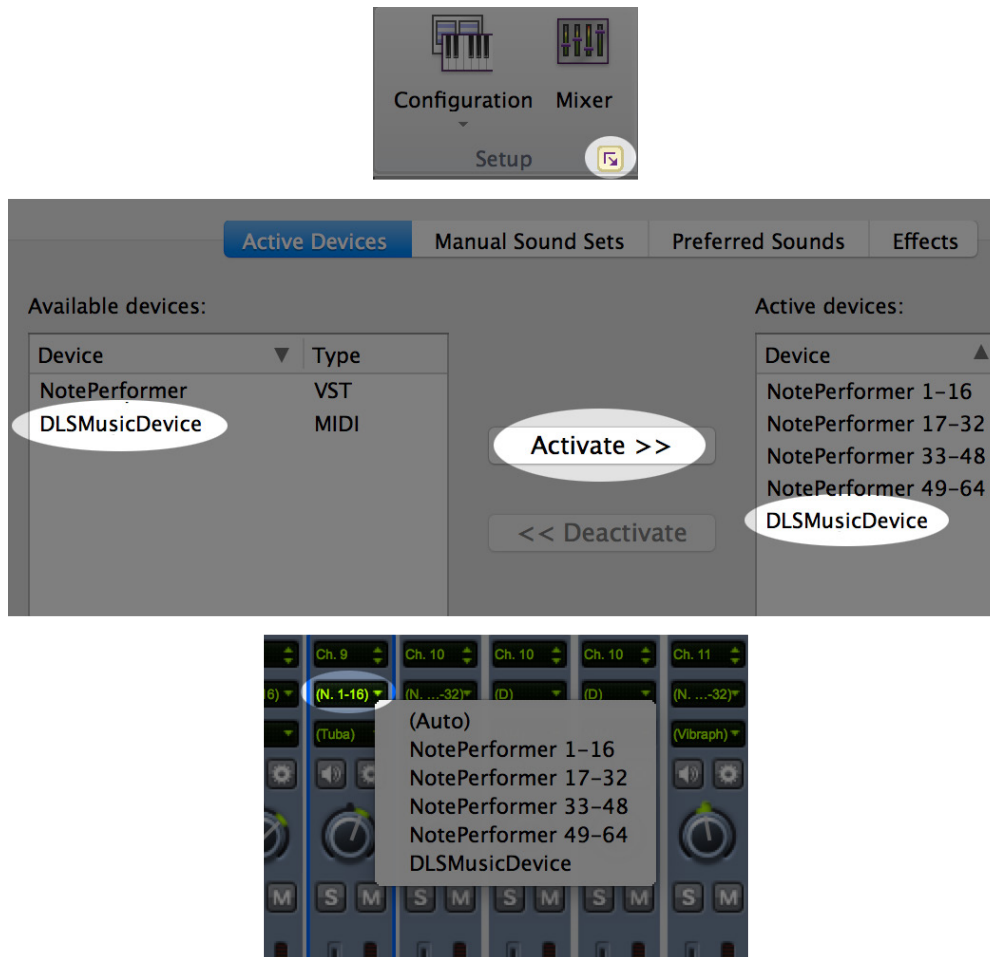 Configuration Mixer
Setup
Active Devices Manual Sound Sets Preferred Sounds Effects
Available devices: Active devices:
Device Type Device
NotePerformer VST NotePerformer 1-16
DLSMusicDevice MIDI NotePerformer 17-32
Activate >> NotePerformer 33-48
NotePerformer 49-64
<< Deactivate DLSMusicDevice
Ch. 9 Ch. 10 Ch. 10 Ch. 10 Ch. 11
6) (N. 1-16) (N. ...-32) (D) (D) (N. ...-32)
(Tuba) (Vibraph)
(Auto)
NotePerformer 1-16
NotePerformer 17-32
NotePerformer 33-48
NotePerformer 49-64
DLSMusicDevice
M S M S M S M S M S M